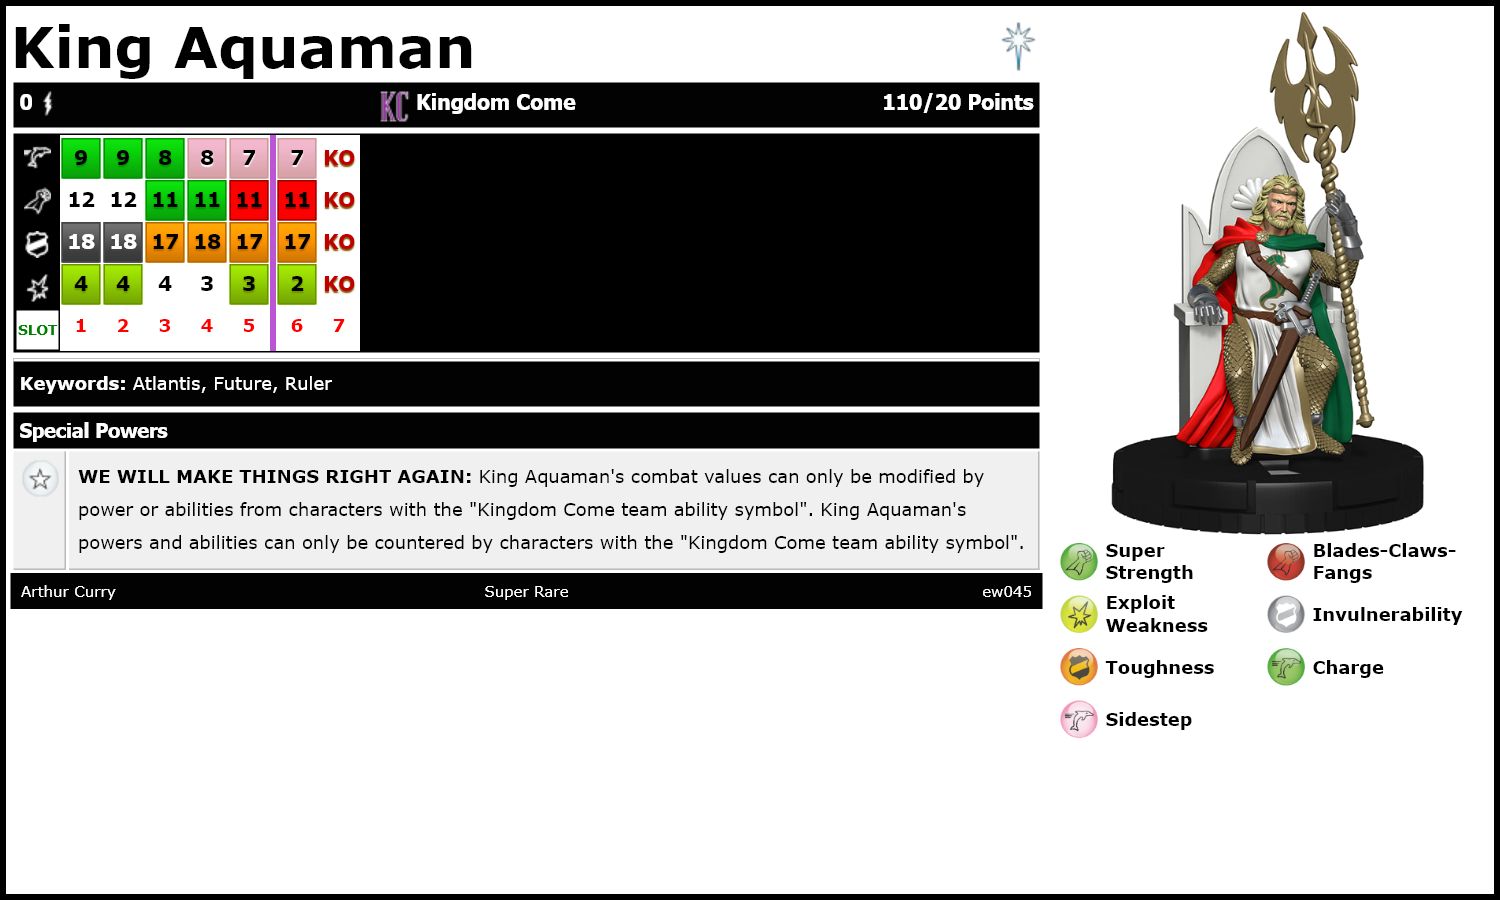 King Aquaman
0 KC Kingdom Come 110/20 Points
9 9 8 8 7 7 KO
12 12 11 11 11 11 KO
18 18 17 18 17 17 KO
4 4 4 3 3 2 KO
SLOT 1 2 3 4 5 6 7
Keywords: Atlantis, Future, Ruler
Special Powers
WE WILL MAKE THINGS RIGHT AGAIN: King Aquaman's combat values can only be modified by
power or abilities from characters with the "Kingdom Come team ability symbol". King Aquaman's
powers and abilities can only be countered by characters with the "Kingdom Come team ability symbol".
Arthur Curry Super Rare ew045
Super
Strength
Blades-Claws-
Fangs
Exploit
Weakness
Invulnerability
Toughness
Charge
Sidestep